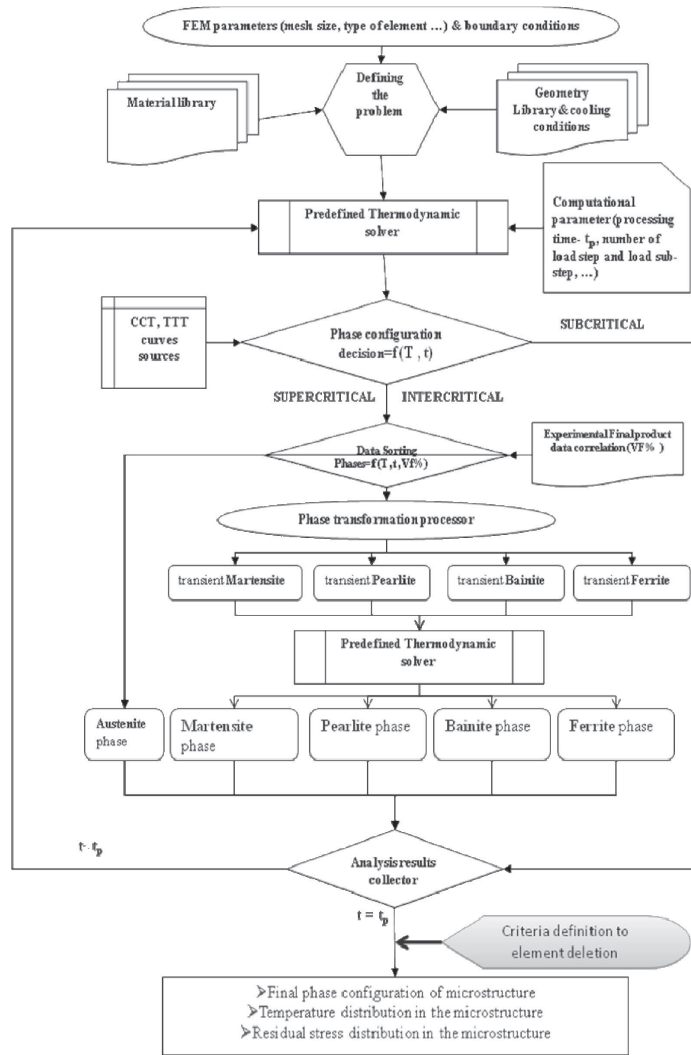 FEM parameters (mesh size, type of element ...) & boundary conditions
Material library
Defining
the
problem
Geometry
Library & cooling
conditions
Predefined Thermodynamic
solver
Computational
parameter (processing
time- tp, number of
load step and load sub-
step, ...)
CCT, TTT
curves
sources
Phase configuration
decision=f(T , t)
SUBCRITICAL
SUPERCRITICAL
INTERCRITICAL
Data Sorting
Phases=f(T,t,Vf%)
Experimental Final product
data correlation (VF% )
Phase transformation processor
transient Martensite
transient Pearlite
transient Bainite
transient Ferrite
Predefined Thermodynamic
solver
Austenite
phase
Martensite
phase
Pearlite phase
Bainite phase
Ferrite phase
t- tp
Analysis results
collector
t = tp
Criteria definition to
element deletion
➢Final phase configuration of microstructure
➢Temperature distribution in the microstructure
➢Residual stress distribution in the microstructure